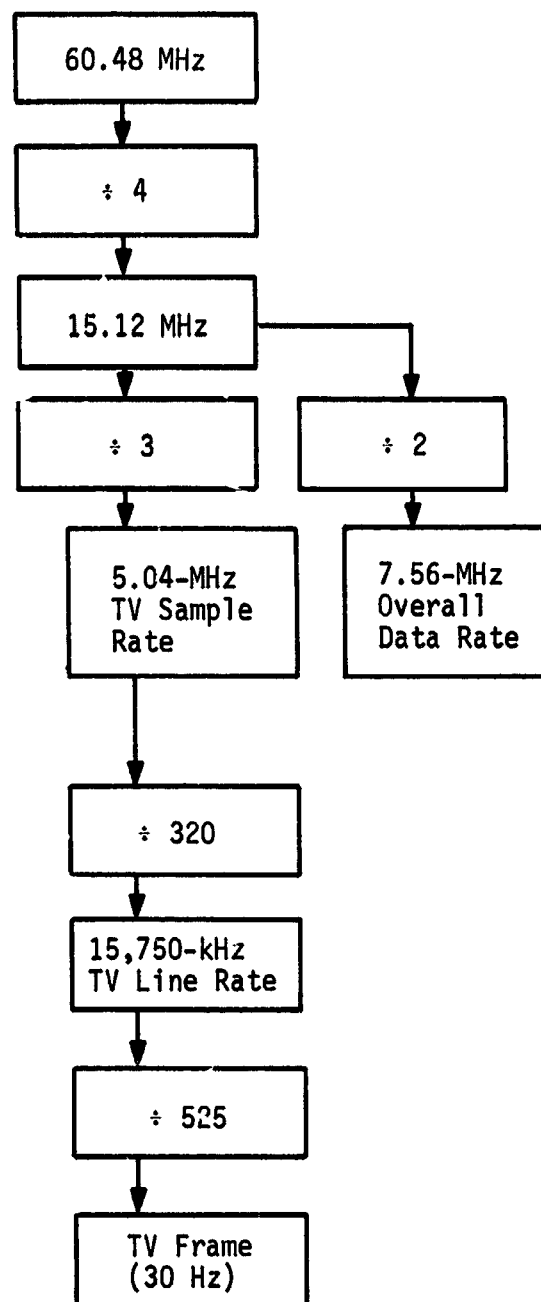 60.48 MHz
÷ 4
15.12 MHz
÷ 3
÷ 2
5.04-MHz
TV Sample
Rate
7.56-MHz
Overall
Data Rate
÷ 320
15,750-kHz
TV Line Rate
÷ 525
TV Frame
(30 Hz)